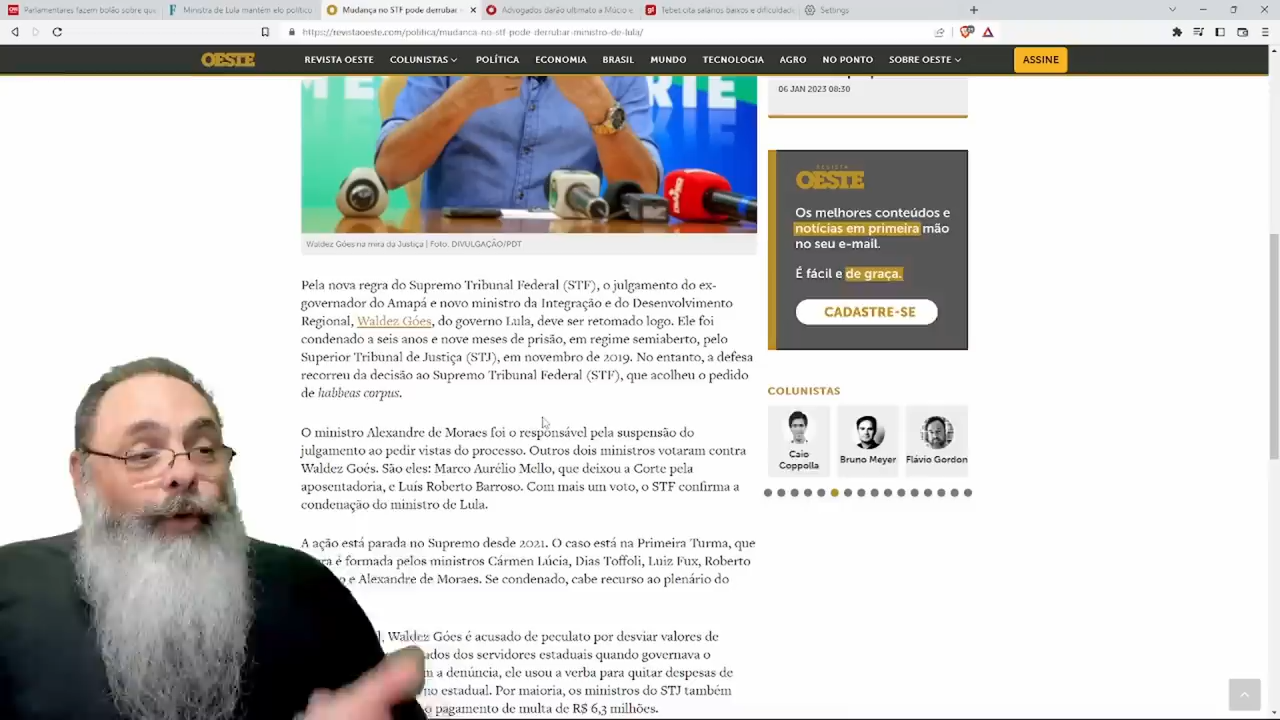 Parlamentares fazem bolão sobre qua
Ministra de Lula mantém elo político
Mudança no STF pode derrubar
Advogados darão ultimato a Múcio e
Tebet cita salários baixos e dificuldad
Settings
https://revistaoeste.com/politica/mudanca-no-stf-pode-derrubar-ministro-de-lula/
OESTE
REVISTA OESTE
COLUNISTAS
POLÍTICA
ECONOMIA
BRASIL
MUNDO
TECNOLOGIA
AGRO
NO PONTO
SOBRE OESTE
ASSINE
06 JAN 2023 08:30
Waldez Góes na mira da Justiça | Foto: DIVULGAÇÃO/PDT
Pela nova regra do Supremo Tribunal Federal (STF), o julgamento do ex-
governador do Amapá e novo ministro da Integração e do Desenvolvimento
Regional, Waldez Góes, do governo Lula, deve ser retomado logo. Ele foi
condenado a seis anos e nove meses de prisão, em regime semiaberto, pelo
Superior Tribunal de Justiça (STJ), em novembro de 2019. No entanto, a defesa
recorreu da decisão ao Supremo Tribunal Federal (STF), que acolheu o pedido
de habbeas corpus.
O ministro Alexandre de Moraes foi o responsável pela suspensão do
julgamento ao pedir vistas do processo. Outros dois ministros votaram contra
Waldez Goés. São eles: Marco Aurélio Mello, que deixou a Corte pela
aposentadoria, e Luís Roberto Barroso. Com mais um voto, o STF confirma a
condenação do ministro de Lula.
A ação está parada no Supremo desde 2021. O caso está na Primeira Turma, que
é formada pelos ministros Cármen Lúcia, Dias Toffoli, Luiz Fux, Roberto
e Alexandre de Moraes. Se condenado, cabe recurso ao plenário do
Waldez Góes é acusado de peculato por desviar valores de
dos servidores estaduais quando governava o
a denúncia, ele usou a verba para quitar despesas de
estadual. Por maioria, os ministros do STJ também
pagamento de multa de R$ 6,3 milhões.
REVISTA
OESTE
Os melhores conteúdos e
notícias em primeira mão
no seu e-mail.
É fácil e de graça.
CADASTRE-SE
COLUNISTAS
Caio
Coppolla
Bruno Meyer
Flávio Gordon